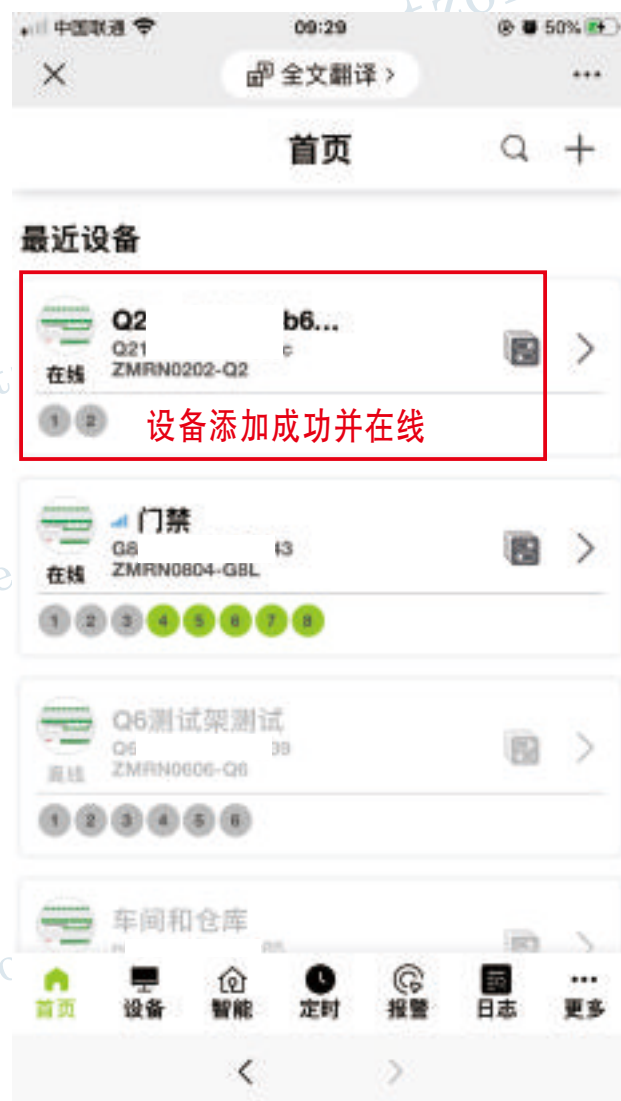 中国联通 09:29 50%
全文翻译 >
首页
最近设备
Q2 b6...
Q21 c
在线 ZMRN0202-Q2
1 2 设备添加成功并在线
门禁
G8 43
在线 ZMRN0804-G8L
1 2 3 4 5 6 7 8
Q6测试架测试
Q6 39
离线 ZMRN0606-Q6
1 2 3 4 5 6
车间和仓库
首页 设备 智能 定时 报警 日志 更多